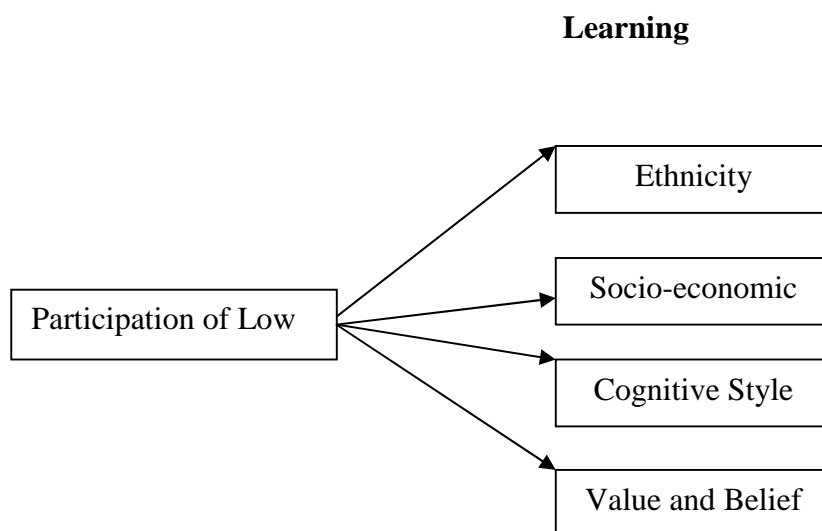 Learning
Ethnicity
Socio-economic
Participation of Low
Cognitive Style
Value and Belief